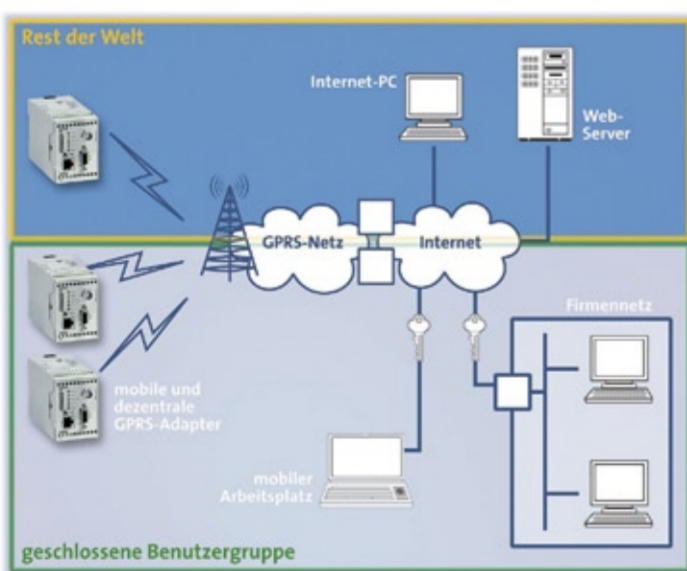 Rest der Welt
Internet-PC
Web-
Server
GPRS-Netz
Internet
Firmennetz
mobile und
dezentrale
GPRS-Adapter
mobiler
Arbeitsplatz
geschlossene Benutzergruppe